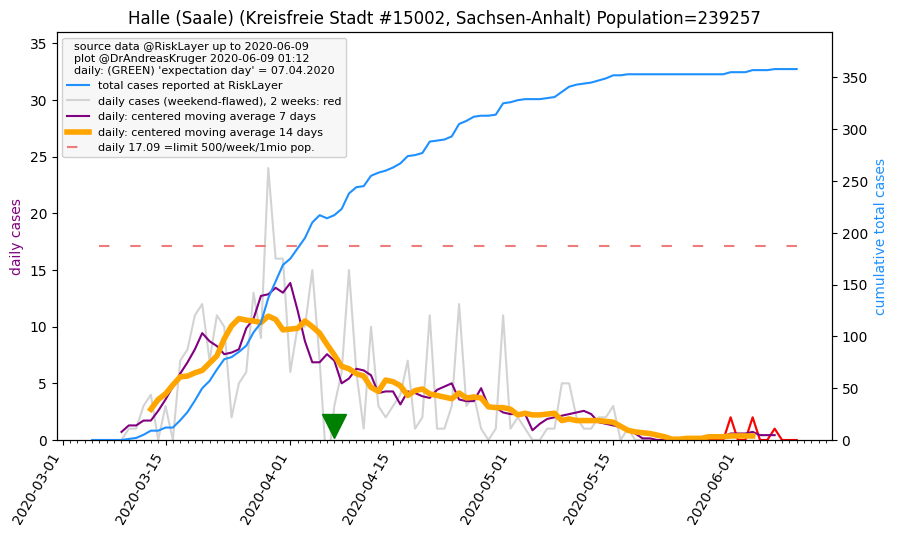 Halle (Saale) (Kreisfreie Stadt #15002, Sachsen-Anhalt) Population=239257
source data @RiskLayer up to 2020-06-09
plot @DrAndreasKruger 2020-06-09 01:12
daily: (GREEN) 'expectation day' = 07.04.2020
total cases reported at RiskLayer
daily cases (weekend-flawed), 2 weeks: red
daily: centered moving average 7 days
daily: centered moving average 14 days
daily 17.09 =limit 500/week/1mio pop.
daily cases
35
30
25
20
15
10
5
0
cumulative total cases
350
300
250
200
150
100
50
0
2020-03-01
2020-03-15
2020-04-01
2020-04-15
2020-05-01
2020-05-15
2020-06-01